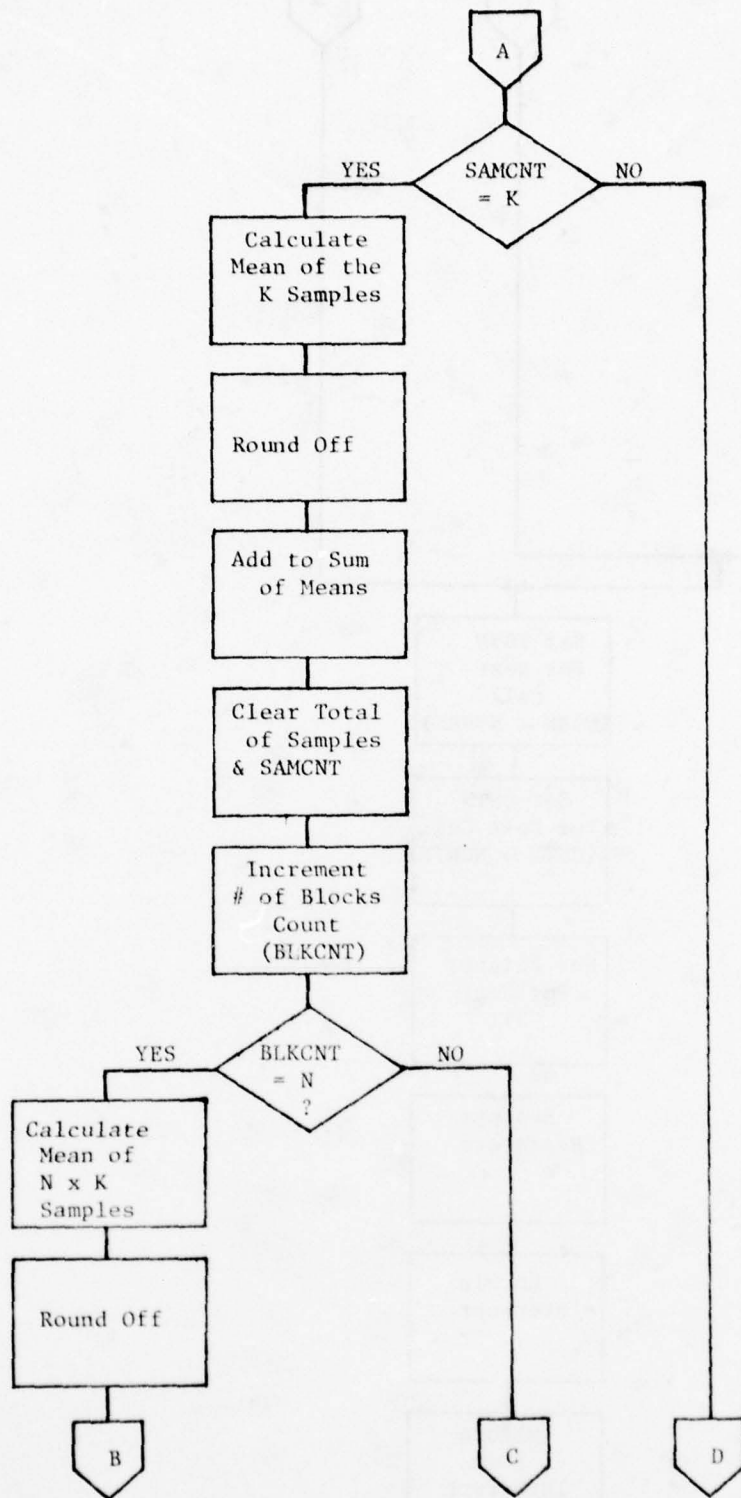 A
YES
SAMCNT
= K
NO
Calculate
Mean of the
K Samples
Round Off
Add to Sum
of Means
Clear Total
of Samples
& SAMCNT
Increment
# of Blocks
Count
(BLKCNT)
YES
BLKCNT
= N
?
NO
Calculate
Mean of
N x K
Samples
Round Off
B
C
D